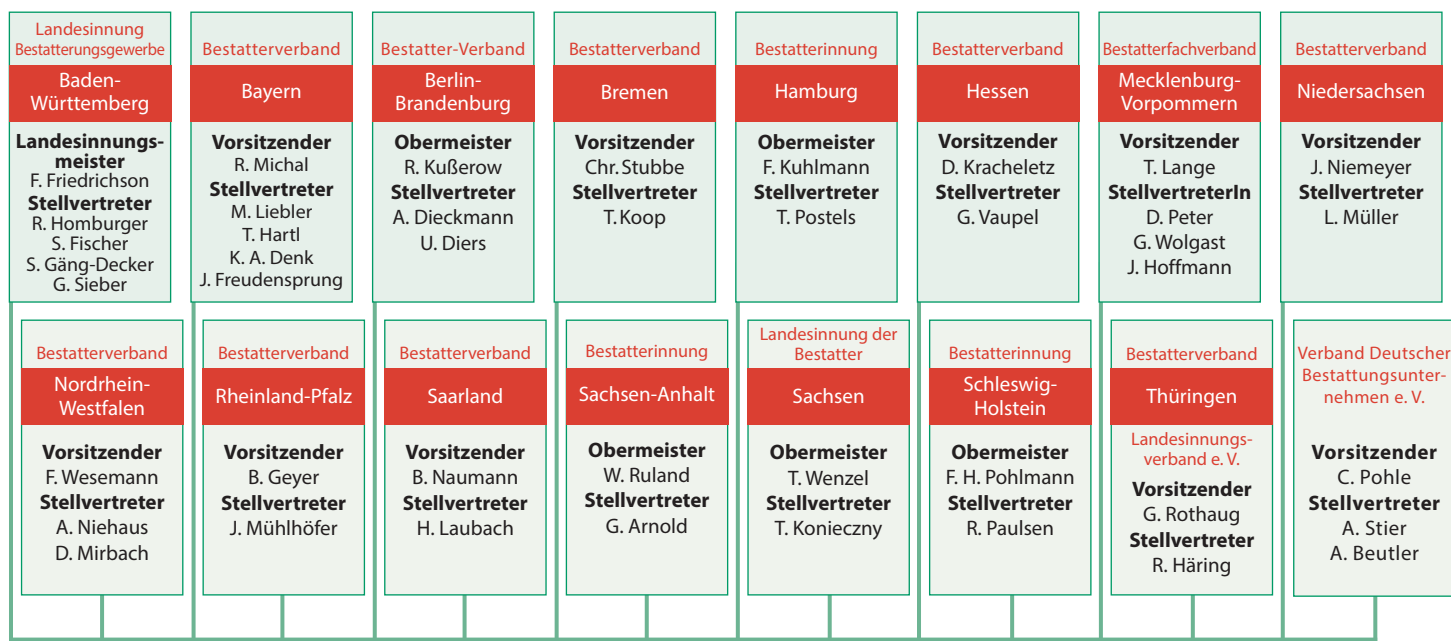 Landesinnung
Bestatterungsgewerbe
Baden-
Württemberg
Landesinnungs-
meister
F. Friedrichson
Stellvertreter
R. Homburger
S. Fischer
S. Gäng-Decker
G. Sieber
Bestatterverband
Bayern
Vorsitzender
R. Michal
Stellvertreter
M. Liebler
T. Hartl
K. A. Denk
J. Freudensprung
Bestatter-Verband
Berlin-
Brandenburg
Obermeister
R. Kußerow
Stellvertreter
A. Dieckmann
U. Diers
Bestatterverband
Bremen
Vorsitzender
Chr. Stubbe
Stellvertreter
T. Koop
Bestatterinnung
Hamburg
Obermeister
F. Kuhlmann
Stellvertreter
T. Postels
Bestatterverband
Hessen
Vorsitzender
D. Kracheletz
Stellvertreter
G. Vaupel
Bestatterfachverband
Mecklenburg-
Vorpommern
Vorsitzender
T. Lange
StellvertreterIn
D. Peter
G. Wolgast
J. Hoffmann
Bestatterverband
Niedersachsen
Vorsitzender
J. Niemeyer
Stellvertreter
L. Müller
Bestatterverband
Nordrhein-
Westfalen
Vorsitzender
F. Wesemann
Stellvertreter
A. Niehaus
D. Mirbach
Bestatterverband
Rheinland-Pfalz
Vorsitzender
B. Geyer
Stellvertreter
J. Mühlhöfer
Bestatterverband
Saarland
Vorsitzender
B. Naumann
Stellvertreter
H. Laubach
Bestatterinnung
Sachsen-Anhalt
Obermeister
W. Ruland
Stellvertreter
G. Arnold
Landesinnung der
Bestatter
Sachsen
Obermeister
T. Wenzel
Stellvertreter
T. Konieczny
Bestatterinnung
Schleswig-
Holstein
Obermeister
F. H. Pohlmann
Stellvertreter
R. Paulsen
Bestatterverband
Thüringen
Landesinnungs-
verband e. V.
Vorsitzender
G. Rothaug
Stellvertreter
R. Häring
Verband Deutscher
Bestattungsunter-
nehmen e. V.
Vorsitzender
C. Pohle
Stellvertreter
A. Stier
A. Beutler